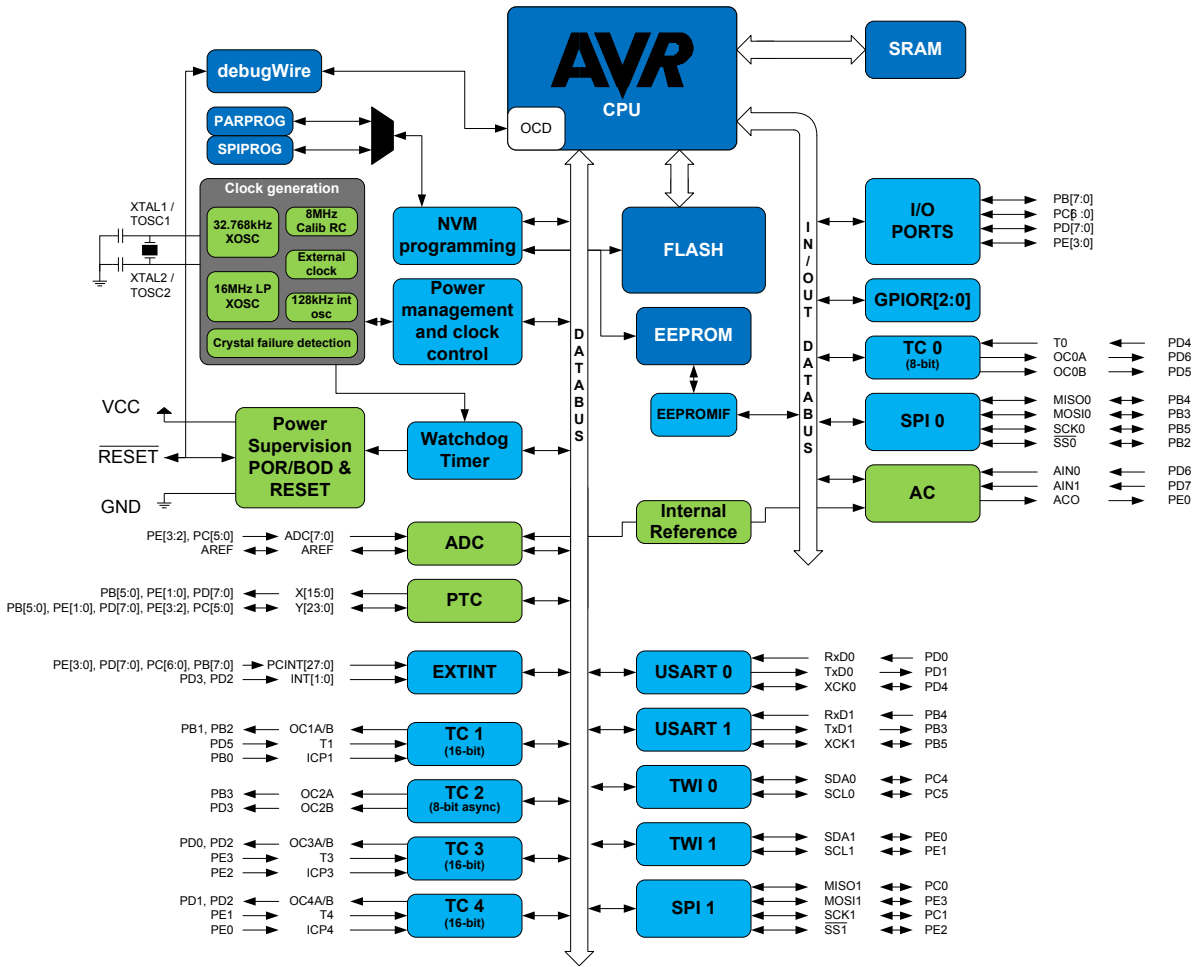 AVR
CPU
OCD
SRAM
debugWire
PARPROG
SPIPROG
Clock generation
32.768kHz
XOSC
8MHz
Calib RC
External
clock
16MHz LP
XOSC
128kHz int
osc
Crystal failure detection
XTAL1 /
TOSC1
XTAL2 /
TOSC2
NVM
programming
Power
management
and clock
control
FLASH
EEPROM
EEPROMIF
DATABUS
IN/OUT DATABUS
I/O
PORTS
PB[7:0]
PC[6:0]
PD[7:0]
PE[3:0]
GPIOR[2:0]
TC 0
(8-bit)
T0 PD4
OC0A PD6
OC0B PD5
SPI 0
MISO0 PB4
MOSI0 PB3
SCK0 PB5
SS0 PB2
AC
AIN0 PD6
AIN1 PD7
ACO PE0
VCC
RESET
GND
Power
Supervision
POR/BOD &
RESET
Watchdog
Timer
Internal
Reference
PE[3:2], PC[5:0] ADC[7:0]
AREF AREF
ADC
PB[5:0], PE[1:0], PD[7:0] X[15:0]
PB[5:0], PE[1:0], PD[7:0], PE[3:2], PC[5:0] Y[23:0]
PTC
PE[3:0], PD[7:0], PC[6:0], PB[7:0] PCINT[27:0]
PD3, PD2 INT[1:0]
EXTINT
USART 0
RxD0 PD0
TxD0 PD1
XCK0 PD4
PB1, PB2 OC1A/B
PD5 T1
PB0 ICP1
TC 1
(16-bit)
USART 1
RxD1 PB4
TxD1 PB3
XCK1 PB5
PB3 OC2A
PD3 OC2B
TC 2
(8-bit async)
TWI 0
SDA0 PC4
SCL0 PC5
PD0, PD2 OC3A/B
PE3 T3
PE2 ICP3
TC 3
(16-bit)
TWI 1
SDA1 PE0
SCL1 PE1
PD1, PD2 OC4A/B
PE1 T4
PE0 ICP4
TC 4
(16-bit)
SPI 1
MISO1 PC0
MOSI1 PE3
SCK1 PC1
SS1 PE2